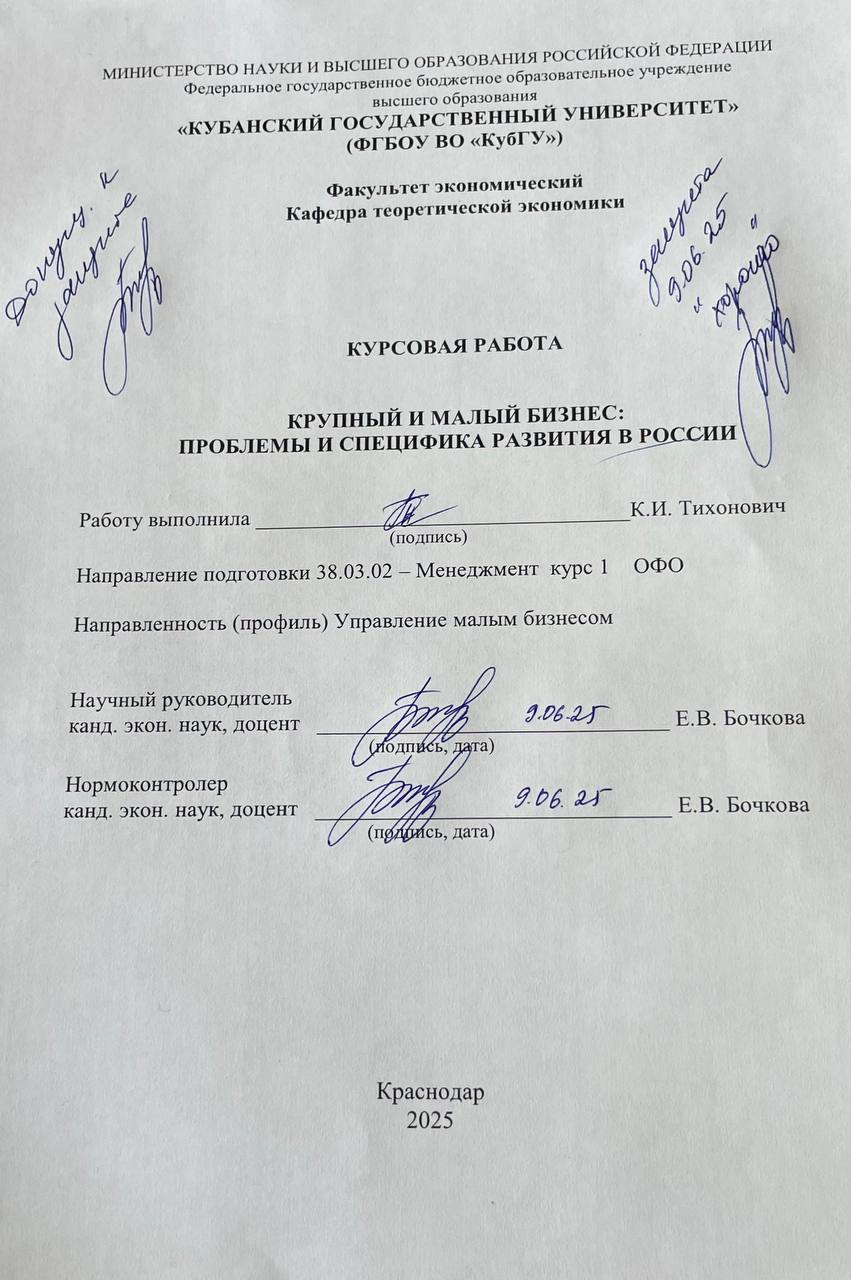 МИНИСТЕРСТВО НАУКИ И ВЫСШЕГО ОБРАЗОВАНИЯ РОССИЙСКОЙ ФЕДЕРАЦИИ
Федеральное государственное бюджетное образовательное учреждение
высшего образования
«КУБАНСКИЙ ГОСУДАРСТВЕННЫЙ УНИВЕРСИТЕТ»
(ФГБОУ ВО «КубГУ»)
Факультет экономический
Кафедра теоретической экономики
к
защите
защита
9.06.25
"хорошо"
КУРСОВАЯ РАБОТА
КРУПНЫЙ И МАЛЫЙ БИЗНЕС:
ПРОБЛЕМЫ И СПЕЦИФИКА РАЗВИТИЯ В РОССИИ
Работу выполнила К.И. Тихонович
(подпись)
Направление подготовки 38.03.02 – Менеджмент курс 1 ОФО
Направленность (профиль) Управление малым бизнесом
Научный руководитель
канд. экон. наук, доцент 9.06.25 Е.В. Бочкова
(подпись, дата)
Нормоконтролер
канд. экон. наук, доцент 9.06.25 Е.В. Бочкова
(подпись, дата)
Краснодар
2025